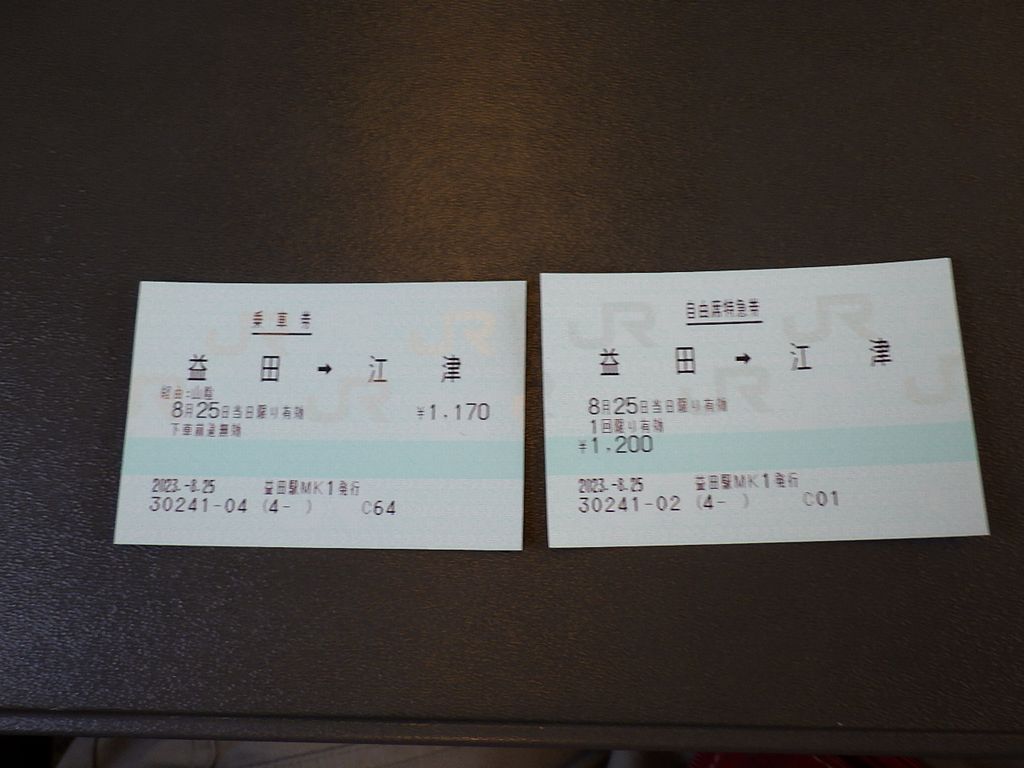 乗車券
益田 → 江津
経由:山陰
8月25日当日限り有効 ¥1,170
下車前途無効
2023.-8.25 益田駅MK1発行
30241-04 (4- ) C64
自由席特急券
益田 → 江津
8月25日当日限り有効
1回限り有効
¥1,200
2023.-8.25 益田駅MK1発行
30241-02 (4- ) C01